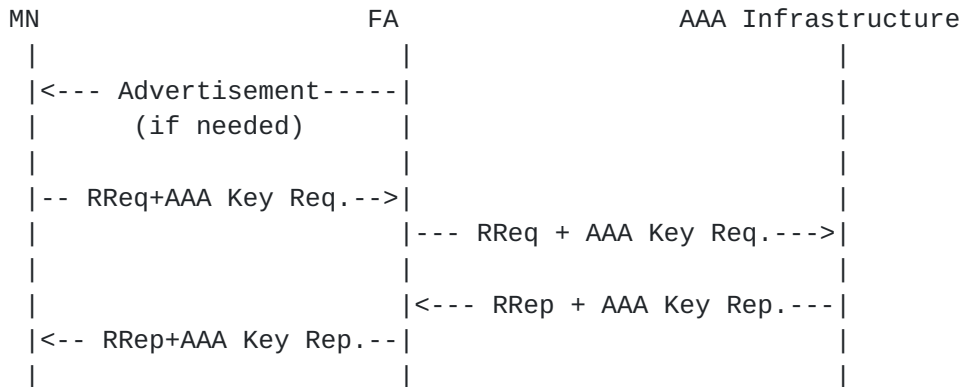 MN                     FA                  AAA Infrastructure
 |                      |                          |
 |<--- Advertisement-----|                          |
 |      (if needed)      |                          |
 |                      |                          |
 |-- RReq+AAA Key Req.-->|                          |
 |                      |--- RReq + AAA Key Req.--->|
 |                      |                          |
 |                      |<--- RRep + AAA Key Rep.---|
 |<-- RRep+AAA Key Rep.--|                          |
 |                      |                          |